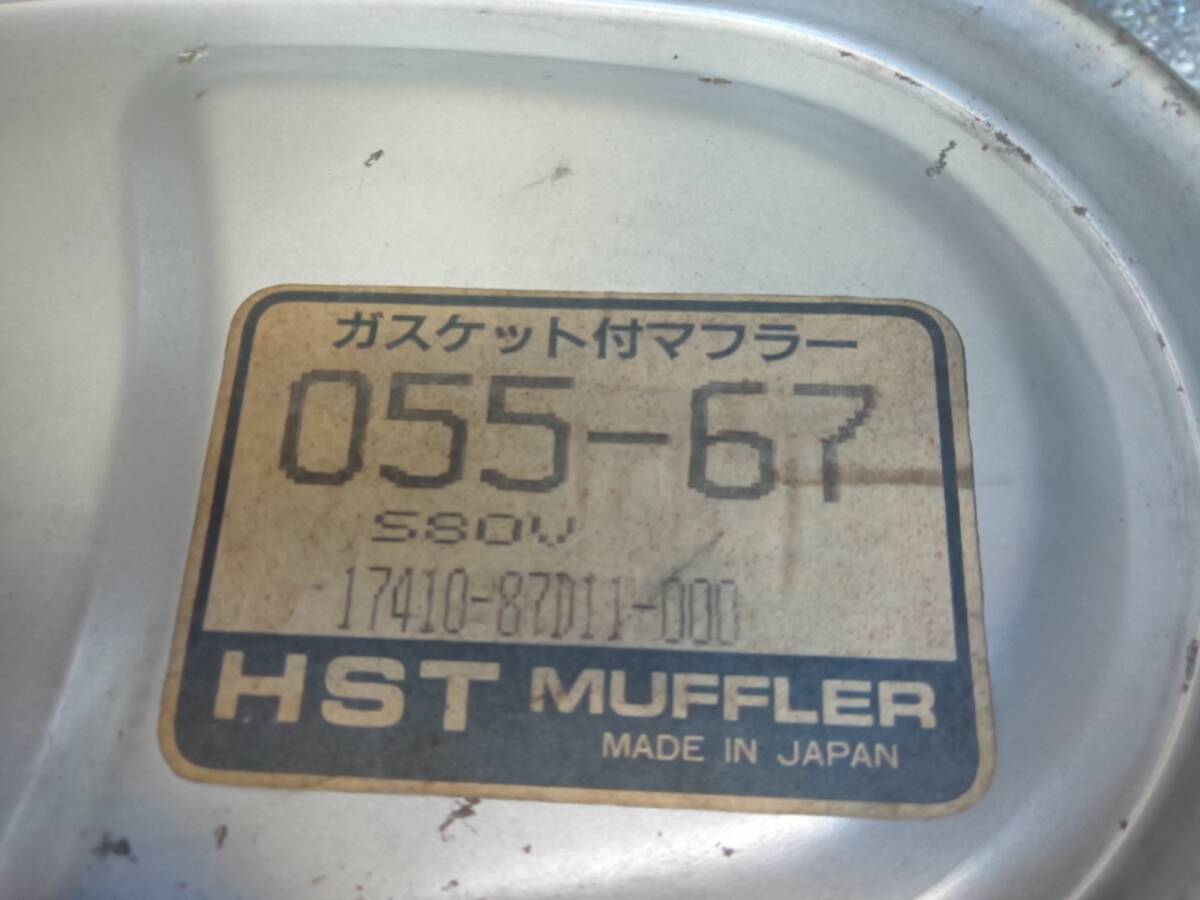 ガスケット付マフラー
055-67
S80V
17410-87D11-000
HST MUFFLER
MADE IN JAPAN